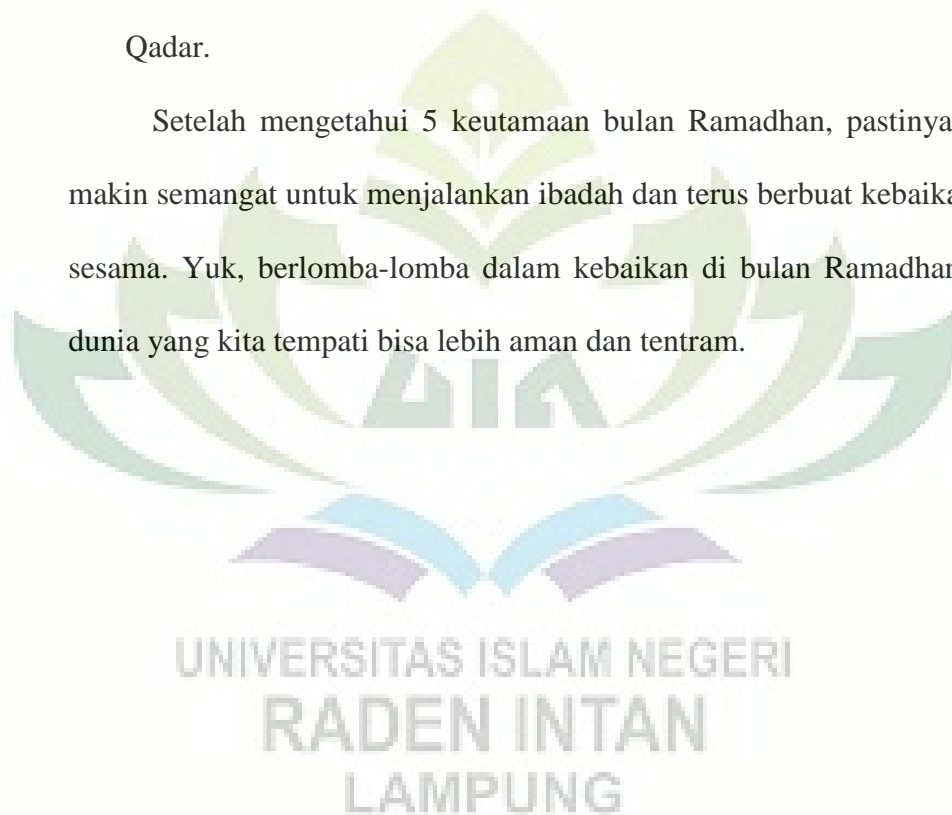 Qadar.
Setelah mengetahui 5 keutamaan bulan Ramadhan, pastinya
makin semangat untuk menjalankan ibadah dan terus berbuat kebaika
sesama. Yuk, berlomba-lomba dalam kebaikan di bulan Ramadhan
dunia yang kita tempati bisa lebih aman dan tentram.
UNIVERSITAS ISLAM NEGERI
RADEN INTAN
LAMPUNG